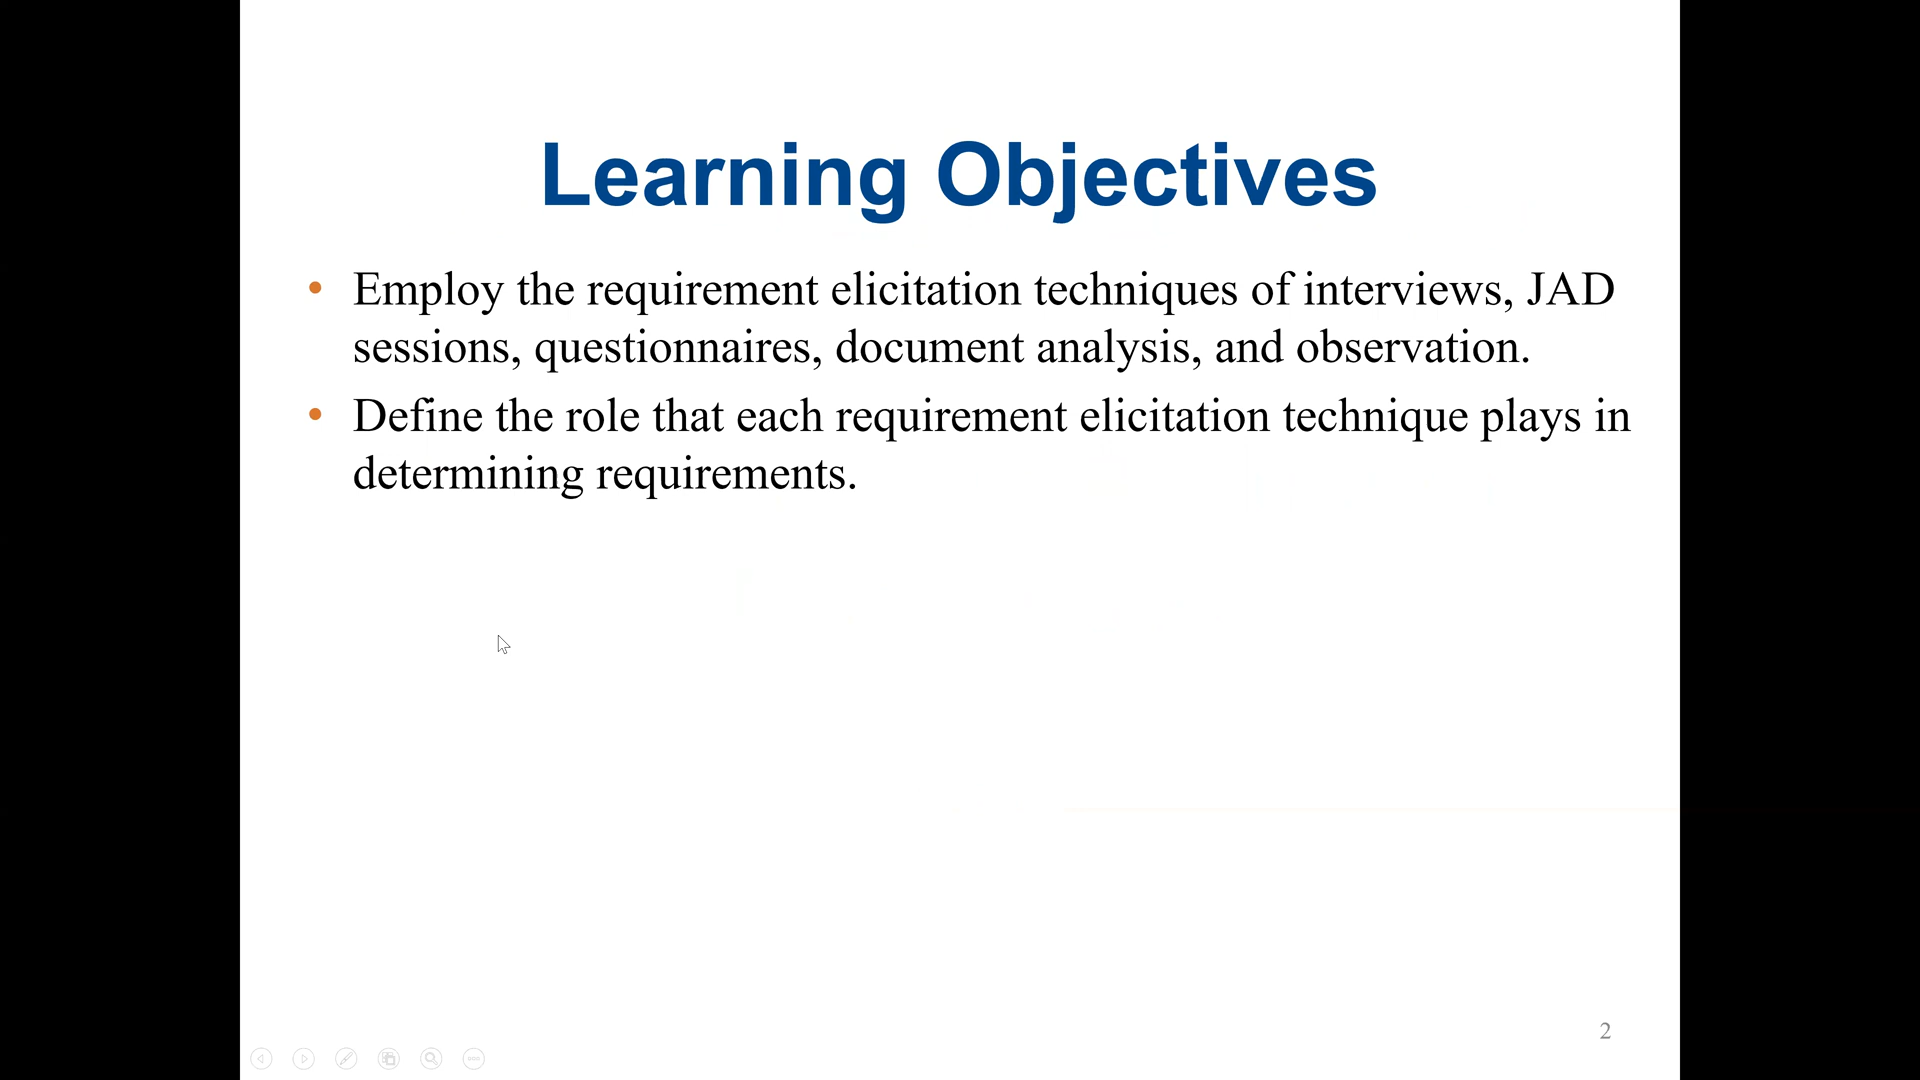 Learning Objectives
• Employ the requirement elicitation techniques of interviews, JAD
sessions, questionnaires, document analysis, and observation.
• Define the role that each requirement elicitation technique plays in
determining requirements.
2